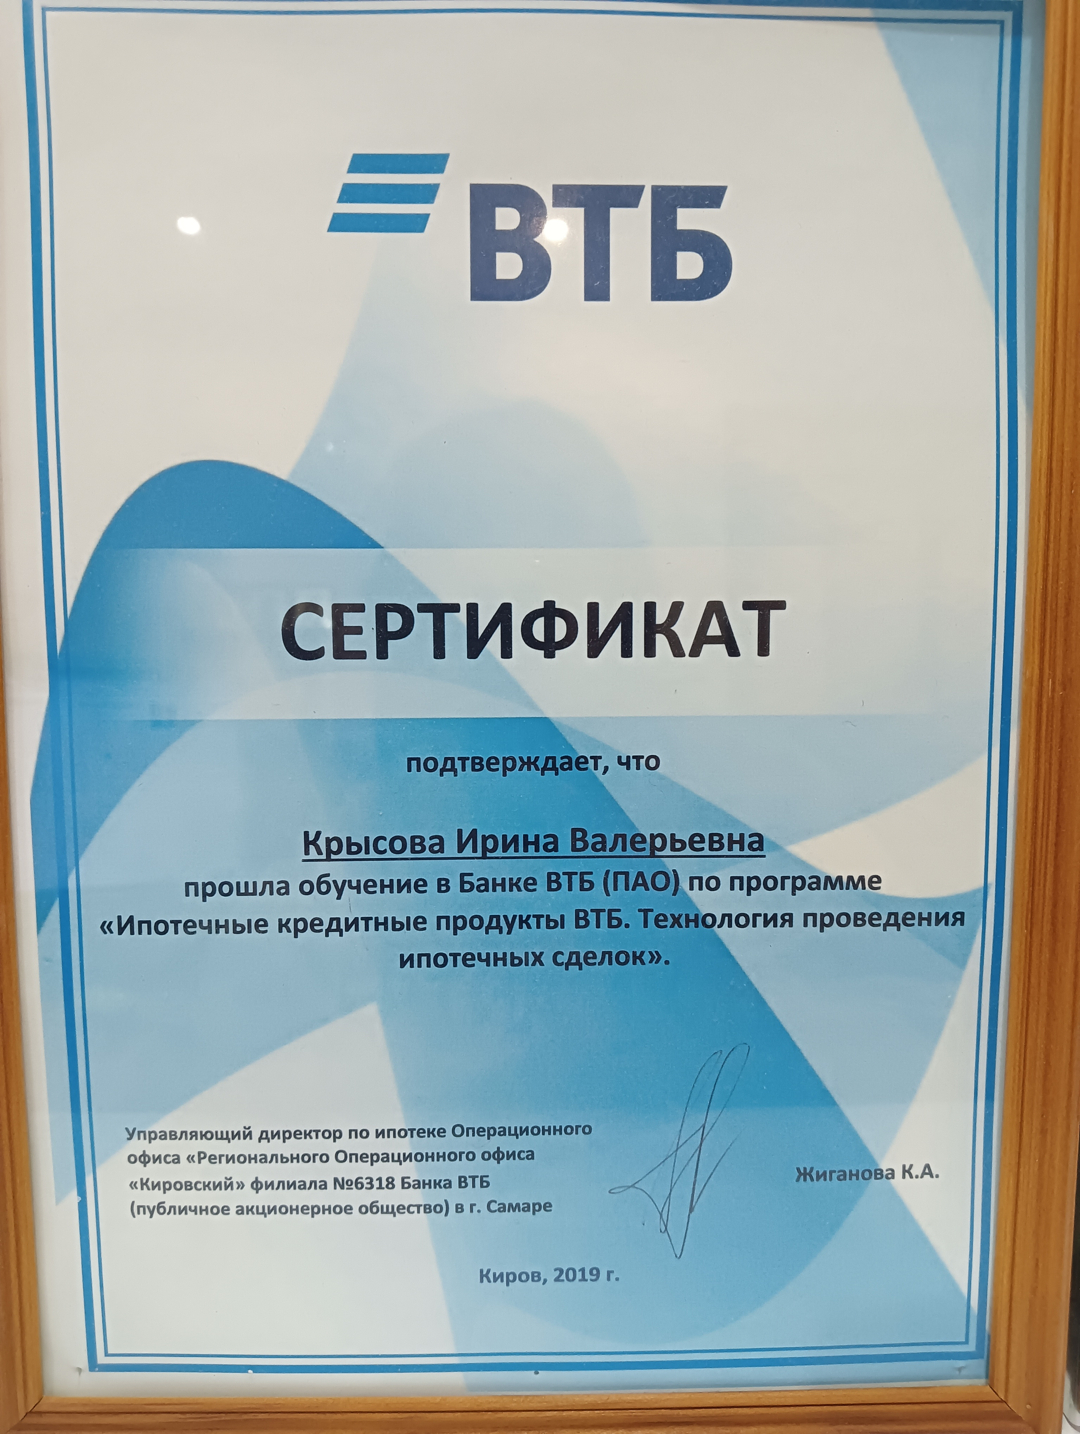 ВТБ
СЕРТИФИКАТ
подтверждает, что
Крысова Ирина Валерьевна
прошла обучение в Банке ВТБ (ПАО) по программе
«Ипотечные кредитные продукты ВТБ. Технология проведения
ипотечных сделок».
Управляющий директор по ипотеке Операционного
офиса «Регионального Операционного офиса
«Кировский» филиала №6318 Банка ВТБ
(публичное акционерное общество) в г. Самаре
Жиганова К.А.
Киров, 2019 г.